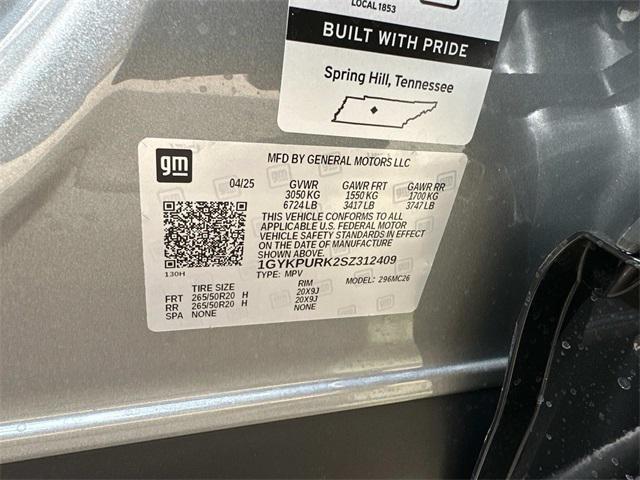 LOCAL 1853
BUILT WITH PRIDE
Spring Hill, Tennessee
gm
MFD BY GENERAL MOTORS LLC
04/25 GVWR GAWR FRT GAWR RR
3050 KG 1550 KG 1700 KG
6724 LB 3417 LB 3747 LB
THIS VEHICLE CONFORMS TO ALL
APPLICABLE U.S. FEDERAL MOTOR
VEHICLE SAFETY STANDARDS IN EFFECT
ON THE DATE OF MANUFACTURE
SHOWN ABOVE.
1GYKPURK2SZ312409
130H
TYPE: MPV MODEL: 296MC26
TIRE SIZE RIM
FRT 265/50R20 H 20X9J
RR 265/50R20 H 20X9J
SPA NONE NONE